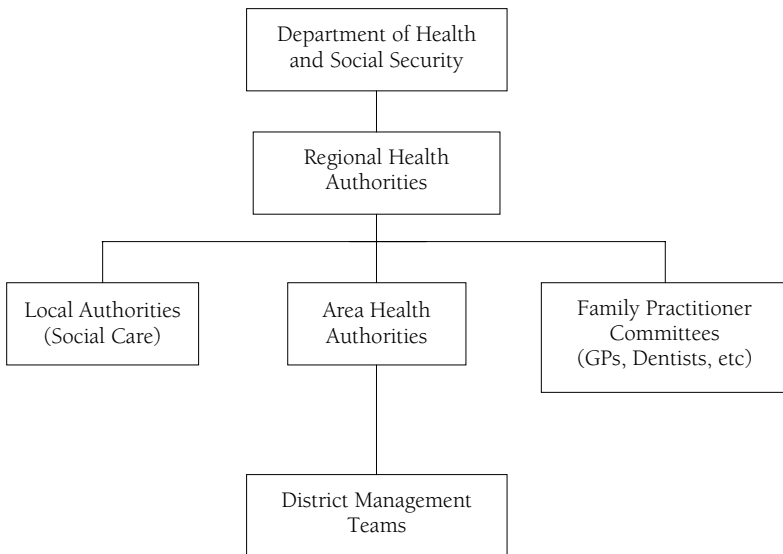 Department of Health
and Social Security
Regional Health
Authorities
Local Authorities
(Social Care)
Area Health
Authorities
Family Practitioner
Committees
(GPs, Dentists, etc)
District Management
Teams